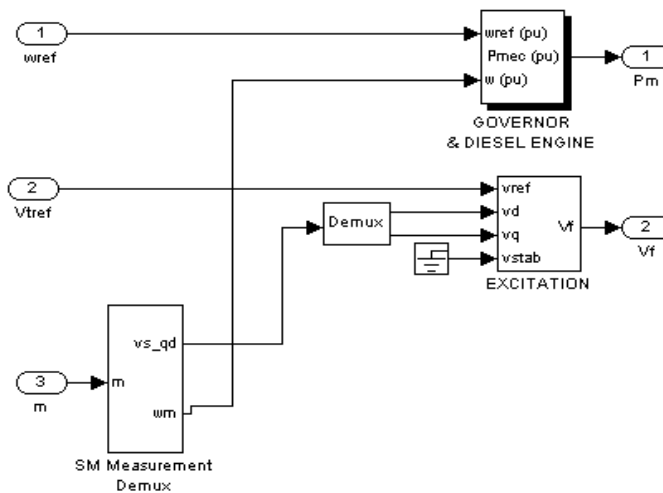 1
wref
wref (pu)
Pmec (pu)
w (pu)
GOVERNOR
& DIESEL ENGINE
1
Pm
2
Vtref
Demux
vref
vd
vq
vstab
Vf
EXCITATION
2
Vf
3
m
m
vs_qd
wm
SM Measurement
Demux